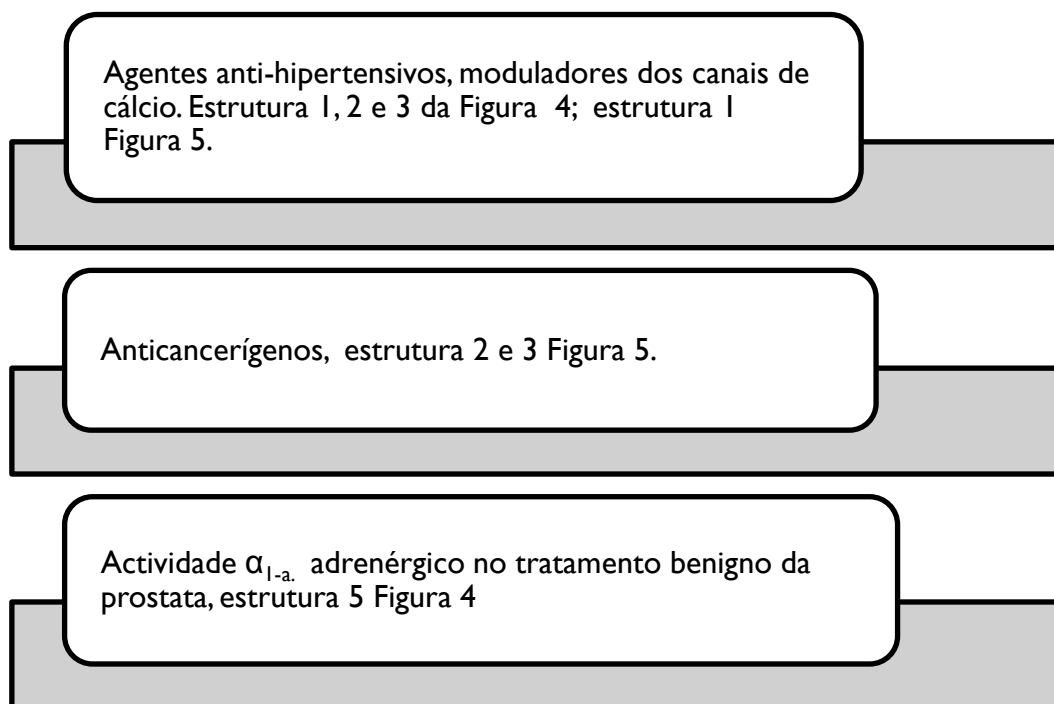 Agentes anti-hipertensivos, moduladores dos canais de
cálcio. Estrutura 1, 2 e 3 da Figura 4; estrutura 1
Figura 5.
Anticancerígenos, estrutura 2 e 3 Figura 5.
Actividade α1-a. adrenérgico no tratamento benigno da
prostata, estrutura 5 Figura 4